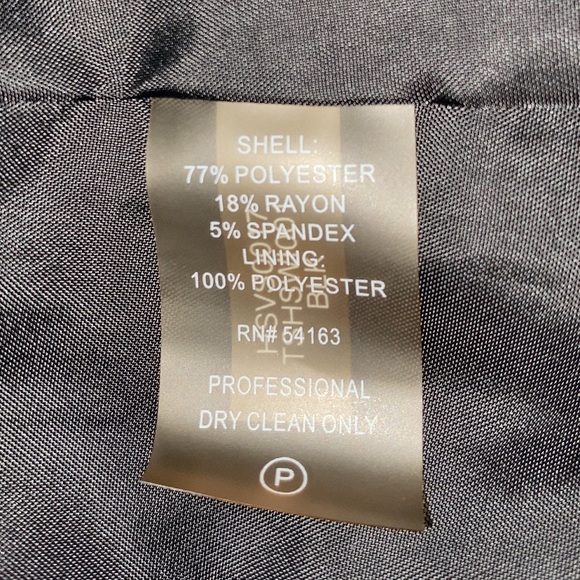 SHELL:
77% POLYESTER
18% RAYON
5% SPANDEX
LINING:
100% POLYESTER
RN# 54163
PROFESSIONAL
DRY CLEAN ONLY
P